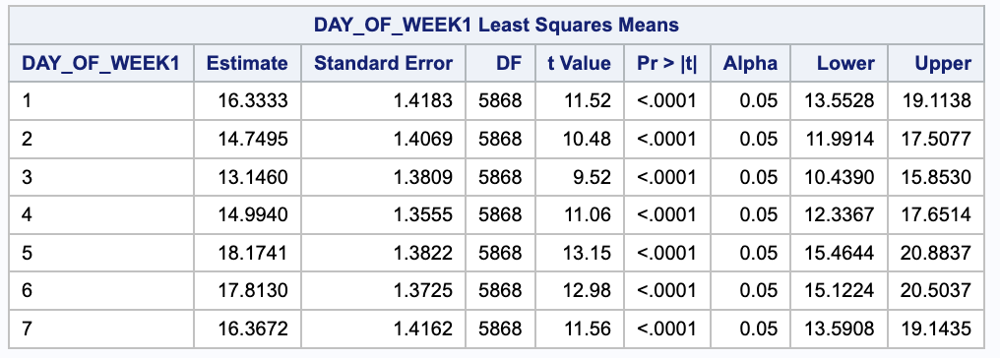 DAY_OF_WEEK1 Least Squares Means
DAY_OF_WEEK1 Estimate Standard Error DF t Value Pr > |t| Alpha Lower Upper
1 16.3333 1.4183 5868 11.52 <.0001 0.05 13.5528 19.1138
2 14.7495 1.4069 5868 10.48 <.0001 0.05 11.9914 17.5077
3 13.1460 1.3809 5868 9.52 <.0001 0.05 10.4390 15.8530
4 14.9940 1.3555 5868 11.06 <.0001 0.05 12.3367 17.6514
5 18.1741 1.3822 5868 13.15 <.0001 0.05 15.4644 20.8837
6 17.8130 1.3725 5868 12.98 <.0001 0.05 15.1224 20.5037
7 16.3672 1.4162 5868 11.56 <.0001 0.05 13.5908 19.1435